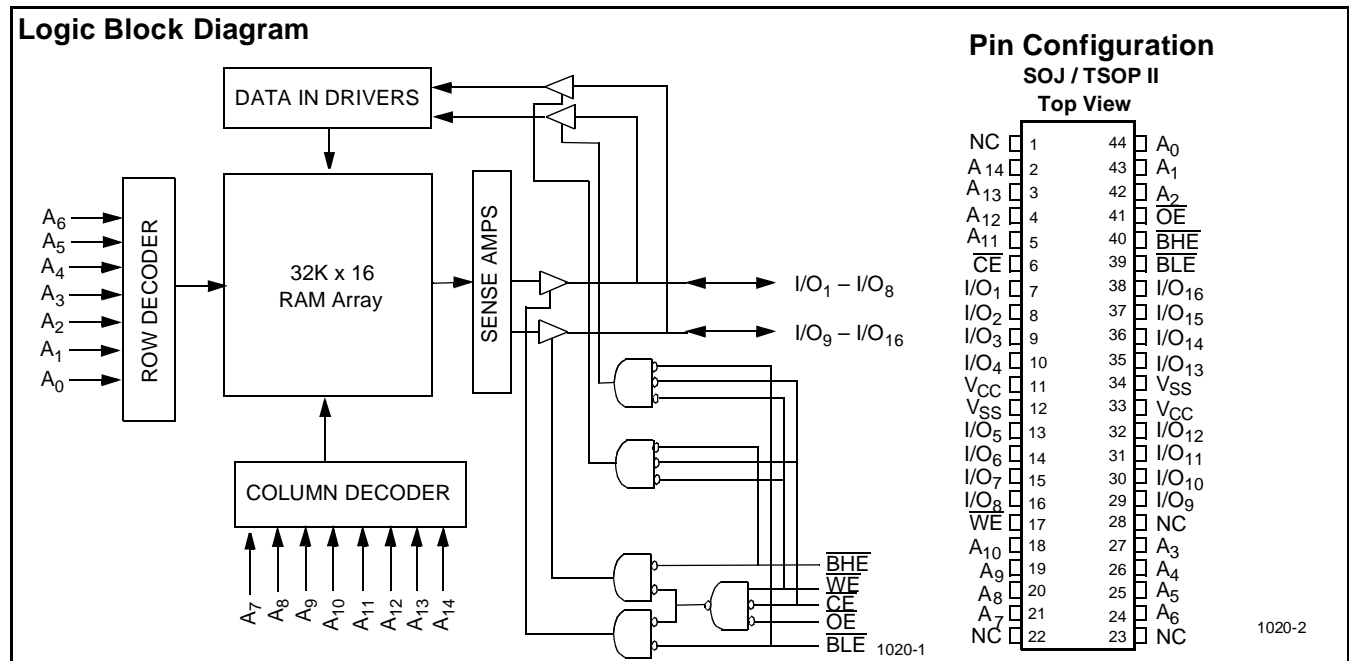 Logic Block Diagram
DATA IN DRIVERS
A6
A5
A4
A3
A2
A1
A0
ROW DECODER
32K x 16
RAM Array
SENSE AMPS
I/O1 – I/O8
I/O9 – I/O16
COLUMN DECODER
A7
A8
A9
A10
A11
A12
A13
A14
BHE
WE
CE
OE
BLE
1020-1
Pin Configuration
SOJ / TSOP II
Top View
NC 1 44 A0
A14 2 43 A1
A13 3 42 A2
A12 4 41 OE
A11 5 40 BHE
CE 6 39 BLE
I/O1 7 38 I/O16
I/O2 8 37 I/O15
I/O3 9 36 I/O14
I/O4 10 35 I/O13
VCC 11 34 VSS
VSS 12 33 VCC
I/O5 13 32 I/O12
I/O6 14 31 I/O11
I/O7 15 30 I/O10
I/O8 16 29 I/O9
WE 17 28 NC
A10 18 27 A3
A9 19 26 A4
A8 20 25 A5
A7 21 24 A6
NC 22 23 NC
1020-2